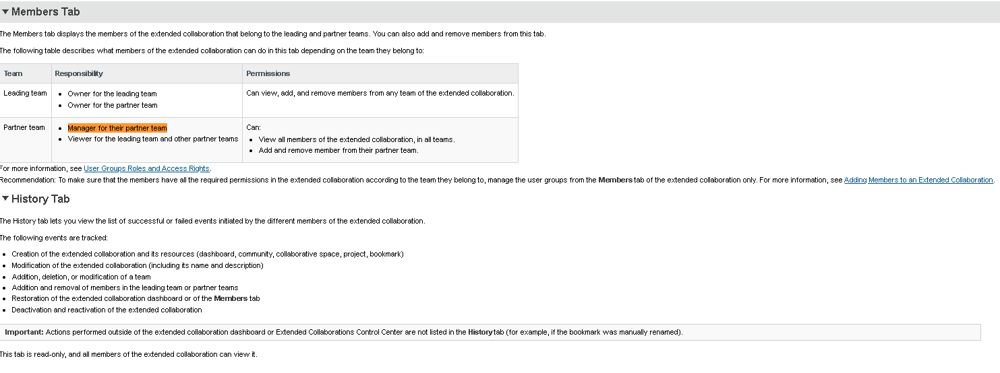 Members Tab
The Members tab displays the members of the extended collaboration that belong to the leading and partner teams. You can also add and remove members from this tab.
The following table describes what members of the extended collaboration can do in this tab depending on the team they belong to:
Team Responsibility Permissions
Leading team
• Owner for the leading team
• Owner for the partner team
Can view, add, and remove members from any team of the extended collaboration.
Partner team
• Manager for their partner team
• Viewer for the leading team and other partner teams
Can:
• View all members of the extended collaboration, in all teams.
• Add and remove member from their partner team.
For more information, see User Groups Roles and Access Rights.
Recommendation: To make sure that the members have all the required permissions in the extended collaboration according to the team they belong to, manage the user groups from the Members tab of the extended collaboration only. For more information, see Adding Members to an Extended Collaboration.
History Tab
The History tab lets you view the list of successful or failed events initiated by the different members of the extended collaboration.
The following events are tracked:
• Creation of the extended collaboration and its resources (dashboard, community, collaborative space, project, bookmark)
• Modification of the extended collaboration (including its name and description)
• Addition, deletion, or modification of a team
• Addition and removal of members in the leading team or partner teams
• Restoration of the extended collaboration dashboard or of the Members tab
• Deactivation and reactivation of the extended collaboration
Important: Actions performed outside of the extended collaboration dashboard or Extended Collaborations Control Center are not listed in the History tab (for example, if the bookmark was manually renamed).
This tab is read-only, and all members of the extended collaboration can view it.